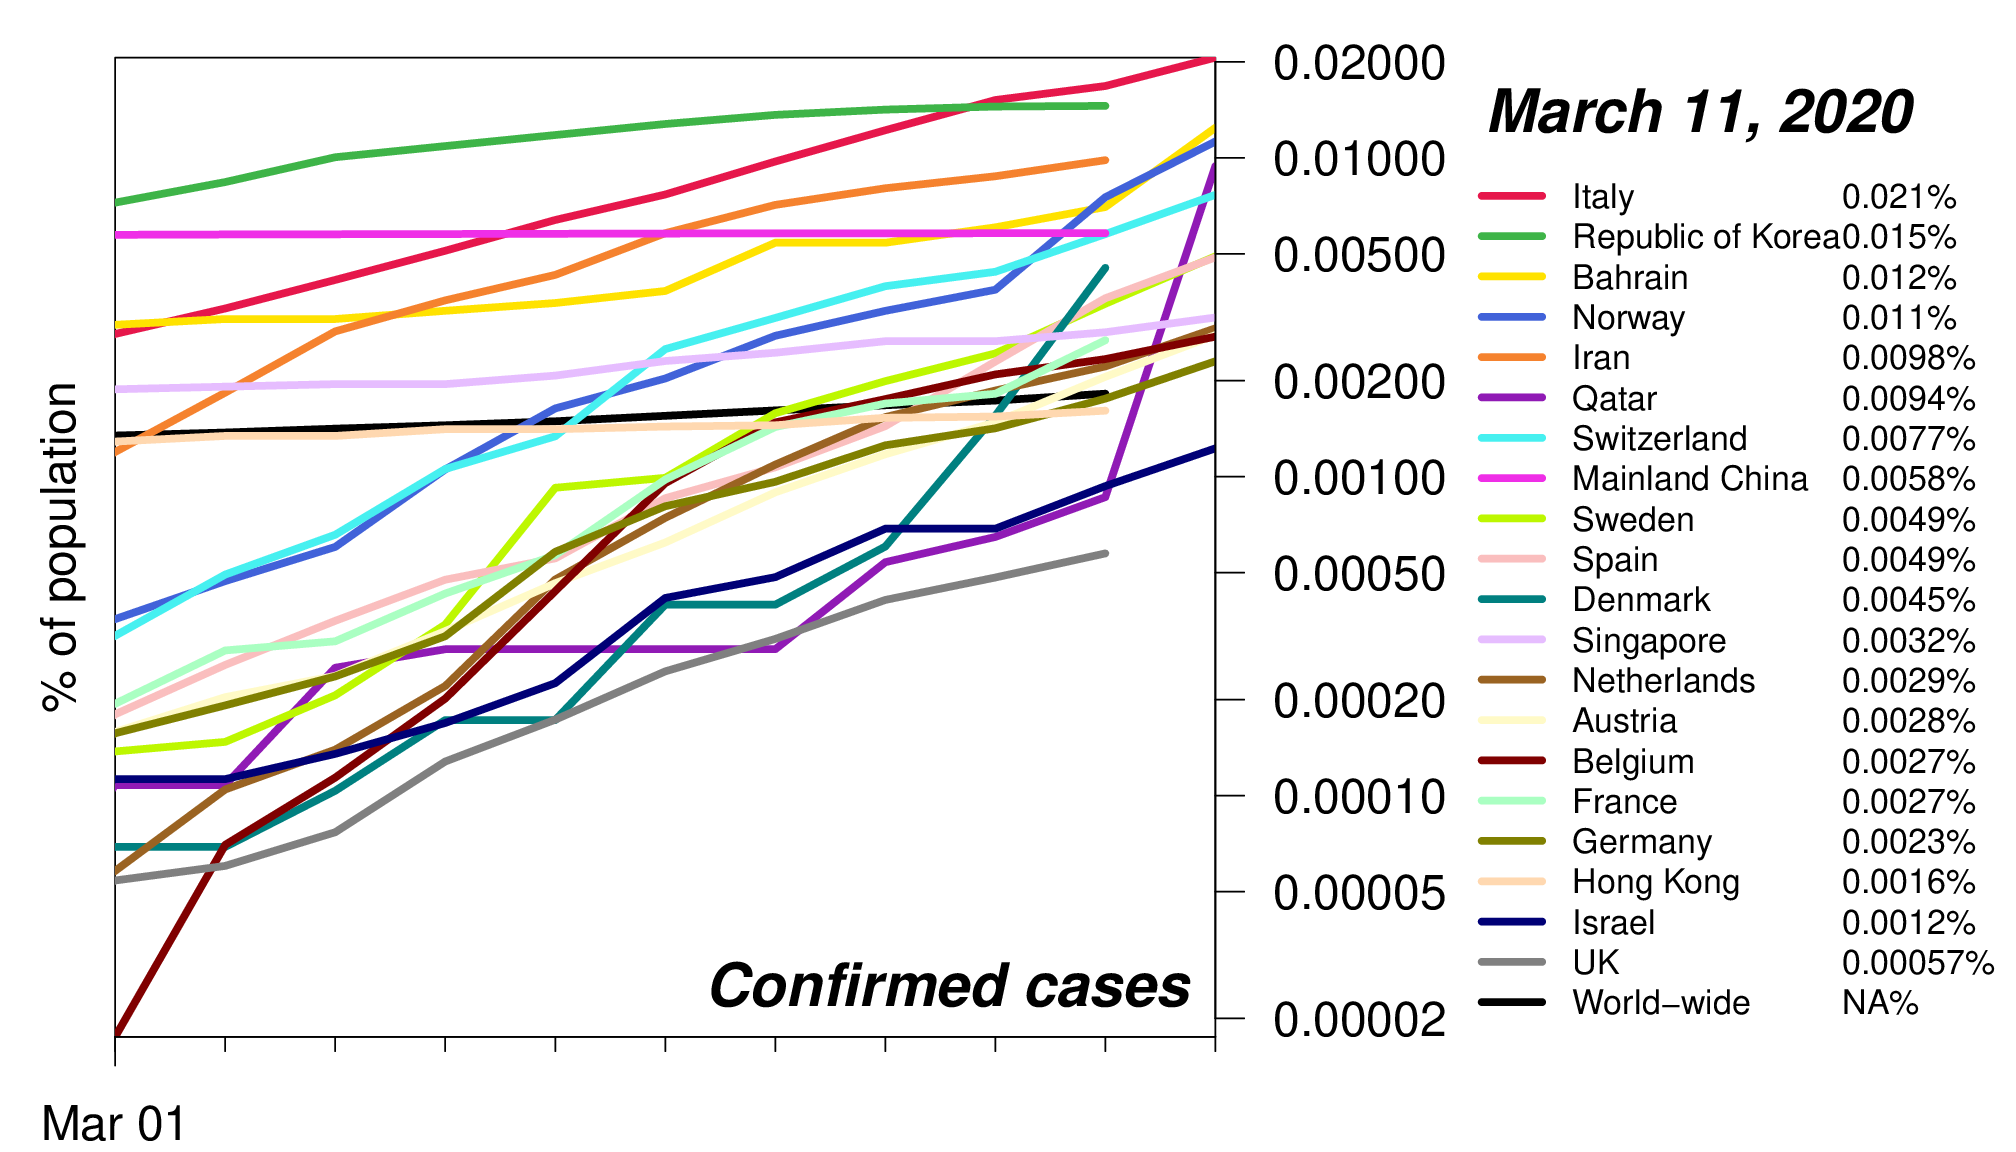 % of population
0.02000
0.01000
0.00500
0.00200
0.00100
0.00050
0.00020
0.00010
0.00005
0.00002
Mar 01
Confirmed cases
March 11, 2020
Italy 0.021%
Republic of Korea 0.015%
Bahrain 0.012%
Norway 0.011%
Iran 0.0098%
Qatar 0.0094%
Switzerland 0.0077%
Mainland China 0.0058%
Sweden 0.0049%
Spain 0.0049%
Denmark 0.0045%
Singapore 0.0032%
Netherlands 0.0029%
Austria 0.0028%
Belgium 0.0027%
France 0.0027%
Germany 0.0023%
Hong Kong 0.0016%
Israel 0.0012%
UK 0.00057%
World−wide NA%